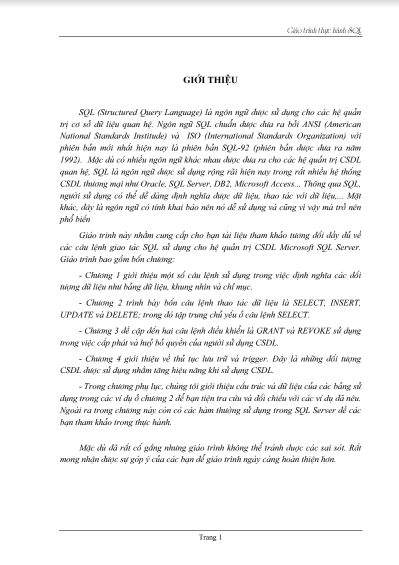 Giáo trình thực hành SQL
GIỚI THIỆU
SQL (Structured Query Language) là ngôn ngữ được sử dụng cho các hệ quản
trị cơ sở dữ liệu quan hệ. Ngôn ngữ SQL chuẩn được đưa ra bởi ANSI (American
National Standards Institude) và ISO (International Standards Organization) với
phiên bản mới nhất hiện nay là phiên bản SQL-92 (phiên bản được đưa ra năm
1992). Mặc dù có nhiều ngôn ngữ khác nhau được đưa ra cho các hệ quản trị CSDL
quan hệ, SQL là ngôn ngữ được sử dụng rộng rãi hiện nay trong rất nhiều hệ thống
CSDL thương mại như Oracle, SQL Server, DB2, Microsoft Access... Thông qua SQL,
người sử dụng có thể dễ dàng định nghĩa được dữ liệu, thao tác với dữ liệu,... Mặt
khác, đây là ngôn ngữ có tính khai báo nên nó dễ sử dụng và cũng vì vậy mà trở nên
phổ biến
Giáo trình này nhằm cung cấp cho bạn tài liệu tham khảo tương đối đầy đủ về
các câu lệnh giao tác SQL sử dụng cho hệ quản trị CSDL Microsoft SQL Server.
Giáo trình bao gồm bốn chương:
- Chương 1 giới thiệu một số câu lệnh sử dụng trong việc định nghĩa các đối
tượng dữ liệu như bảng dữ liệu, khung nhìn và chỉ mục.
- Chương 2 trình bày bốn câu lệnh thao tác dữ liệu là SELECT, INSERT,
UPDATE và DELETE; trong đó tập trung chủ yếu ở câu lệnh SELECT.
- Chương 3 đề cập đến hai câu lệnh điều khiển là GRANT và REVOKE sử dụng
trong việc cấp phát và huỷ bỏ quyền của người sử dụng CSDL.
- Chương 4 giới thiệu về thủ tục lưu trữ và trigger. Đây là những đối tượng
CSDL được sử dụng nhằm tăng hiệu năng khi sử dụng CSDL.
- Trong chương phụ lục, chúng tôi giới thiệu cấu trúc và dữ liệu của các bảng sử dụng
trong các ví dụ ở chương 2 để bạn tiện tra cứu và đối chiếu với các ví dụ đã nêu.
Ngoài ra trong chương này còn có các hàm thường sử dụng trong SQL Server để các
bạn tham khảo trong thực hành.
Mặc dù đã rất cố gắng nhưng giáo trình không thể tránh được các sai sót. Rất
mong nhận được sự góp ý của các bạn để giáo trình ngày càng hoàn thiện hơn.
Trang 1